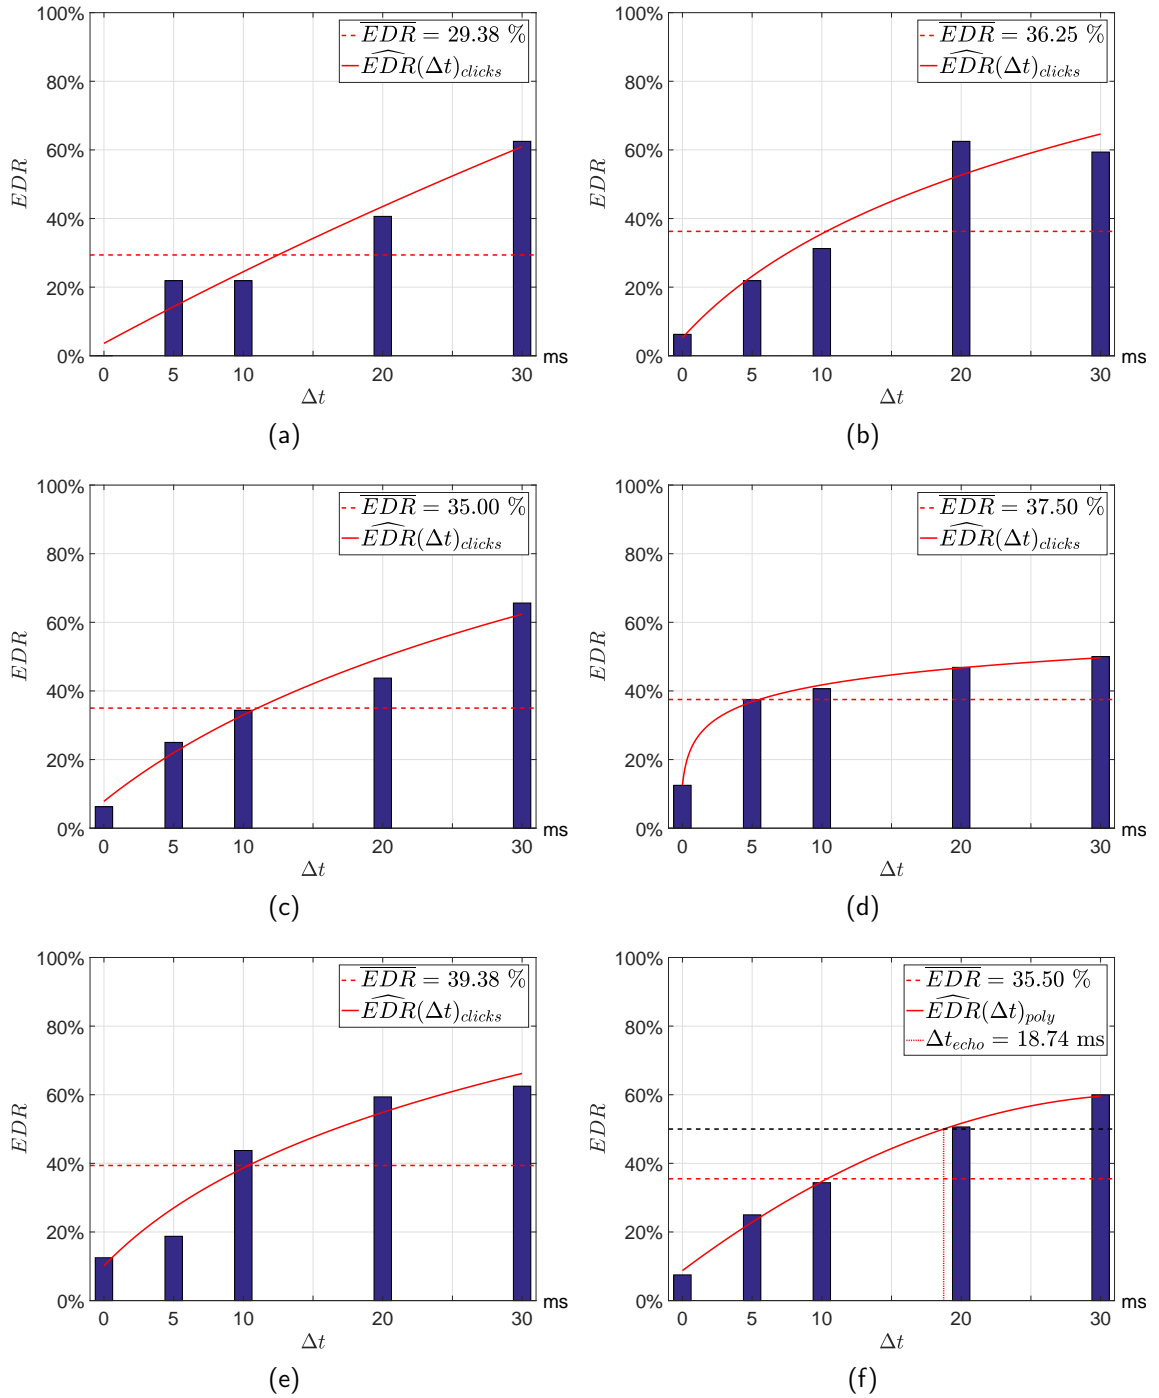 100%
80%
60%
40%
20%
0%
EDR
0 5 10 20 30
ms
Δt
EDR = 29.38 %
EDR(Δt)clicks
(a)
100%
80%
60%
40%
20%
0%
EDR
0 5 10 20 30
ms
Δt
EDR = 36.25 %
EDR(Δt)clicks
(b)
100%
80%
60%
40%
20%
0%
EDR
0 5 10 20 30
ms
Δt
EDR = 35.00 %
EDR(Δt)clicks
(c)
100%
80%
60%
40%
20%
0%
EDR
0 5 10 20 30
ms
Δt
EDR = 37.50 %
EDR(Δt)clicks
(d)
100%
80%
60%
40%
20%
0%
EDR
0 5 10 20 30
ms
Δt
EDR = 39.38 %
EDR(Δt)clicks
(e)
100%
80%
60%
40%
20%
0%
EDR
0 5 10 20 30
ms
Δt
EDR = 35.50 %
EDR(Δt)poly
Δtecho = 18.74 ms
(f)